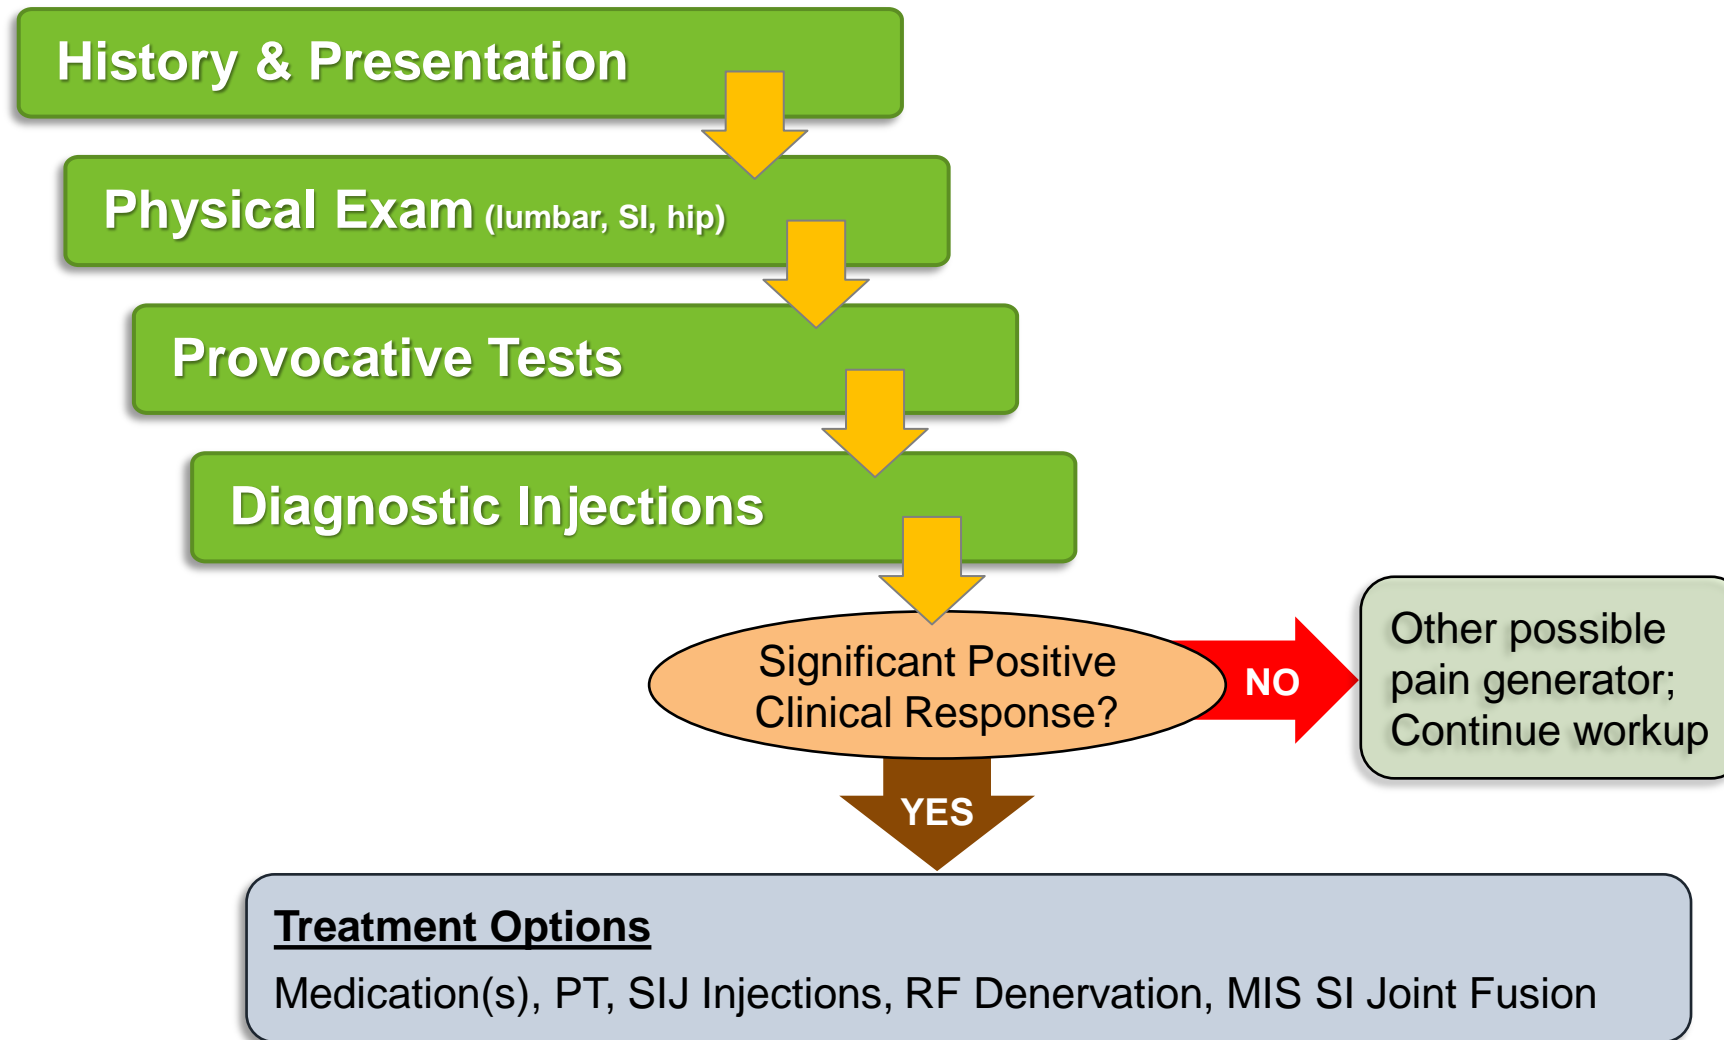 History & Presentation
Physical Exam (lumbar, SI, hip)
Provocative Tests
Diagnostic Injections
Significant Positive
Clinical Response?
NO
Other possible
pain generator;
Continue workup
YES
Treatment Options
Medication(s), PT, SIJ Injections, RF Denervation, MIS SI Joint Fusion